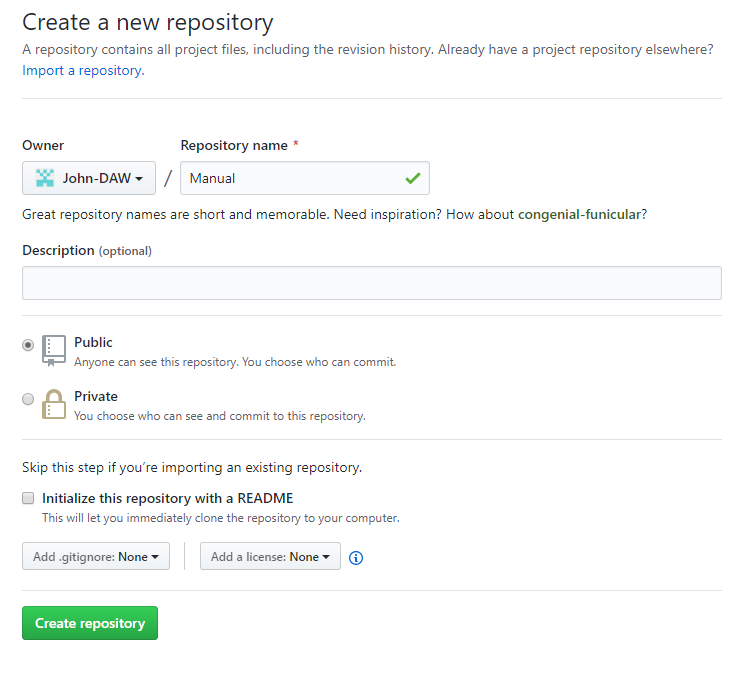 Create a new repository
A repository contains all project files, including the revision history. Already have a project repository elsewhere?
Import a repository.
Owner
Repository name *
John-DAW / Manual
Great repository names are short and memorable. Need inspiration? How about congenial-funicular?
Description (optional)
Public
Anyone can see this repository. You choose who can commit.
Private
You choose who can see and commit to this repository.
Skip this step if you’re importing an existing repository.
Initialize this repository with a README
This will let you immediately clone the repository to your computer.
Add .gitignore: None
Add a license: None
Create repository